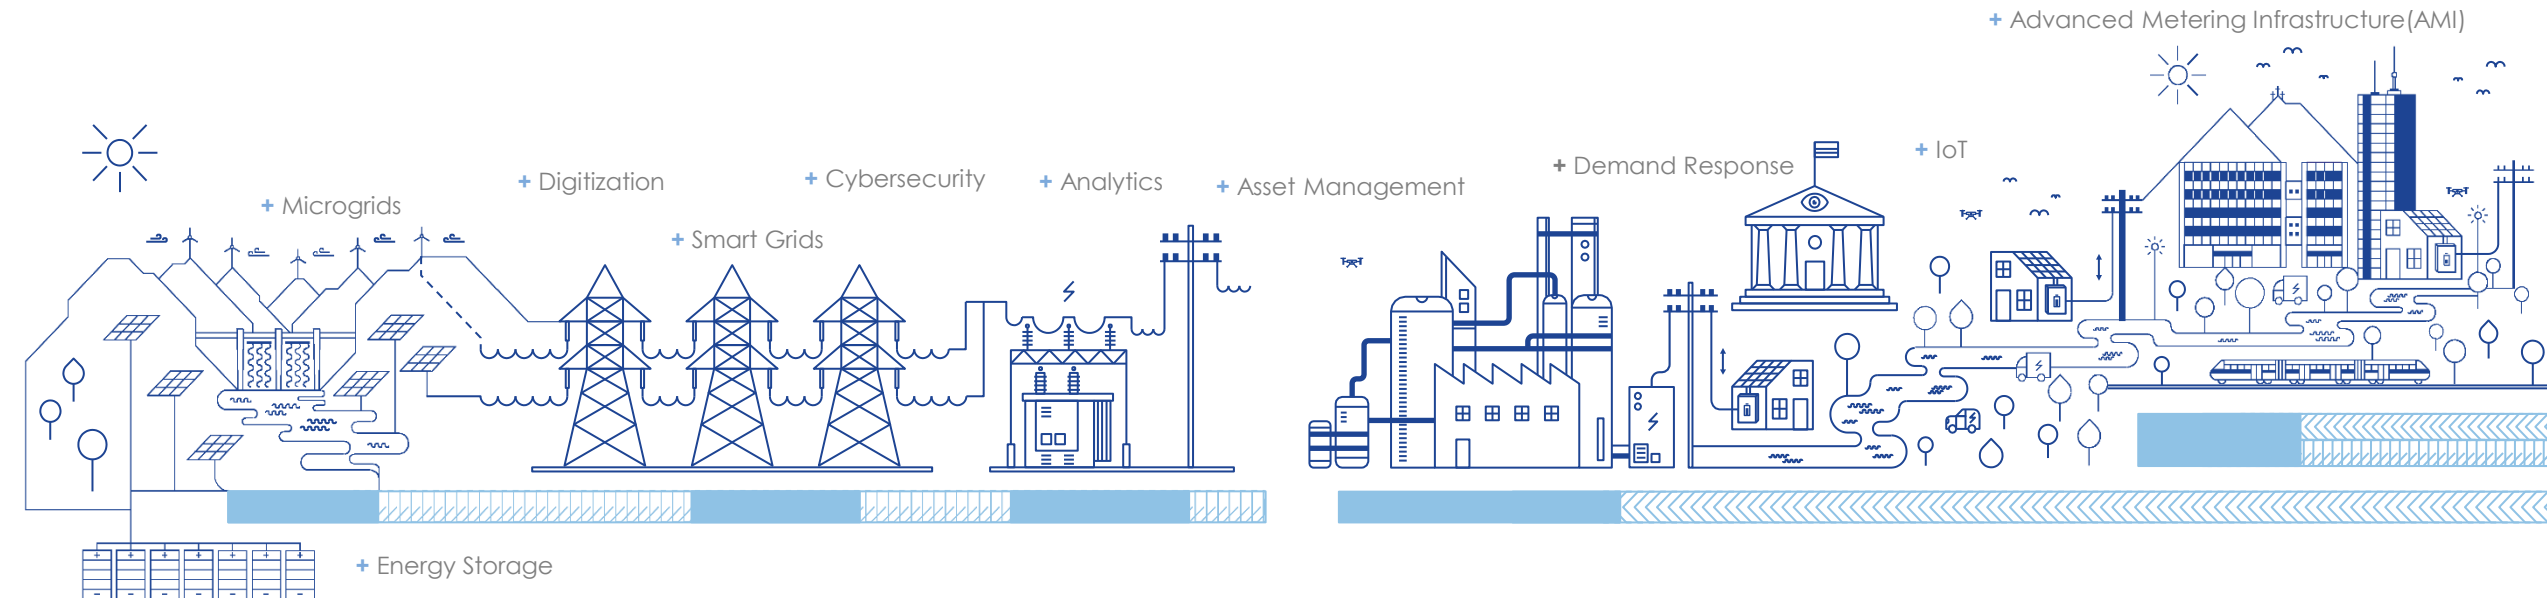 + Advanced Metering Infrastructure(AMI)
+ Microgrids
+ Digitization
+ Smart Grids
+ Cybersecurity
+ Analytics
+ Asset Management
+ Demand Response
+ IoT
+ Energy Storage